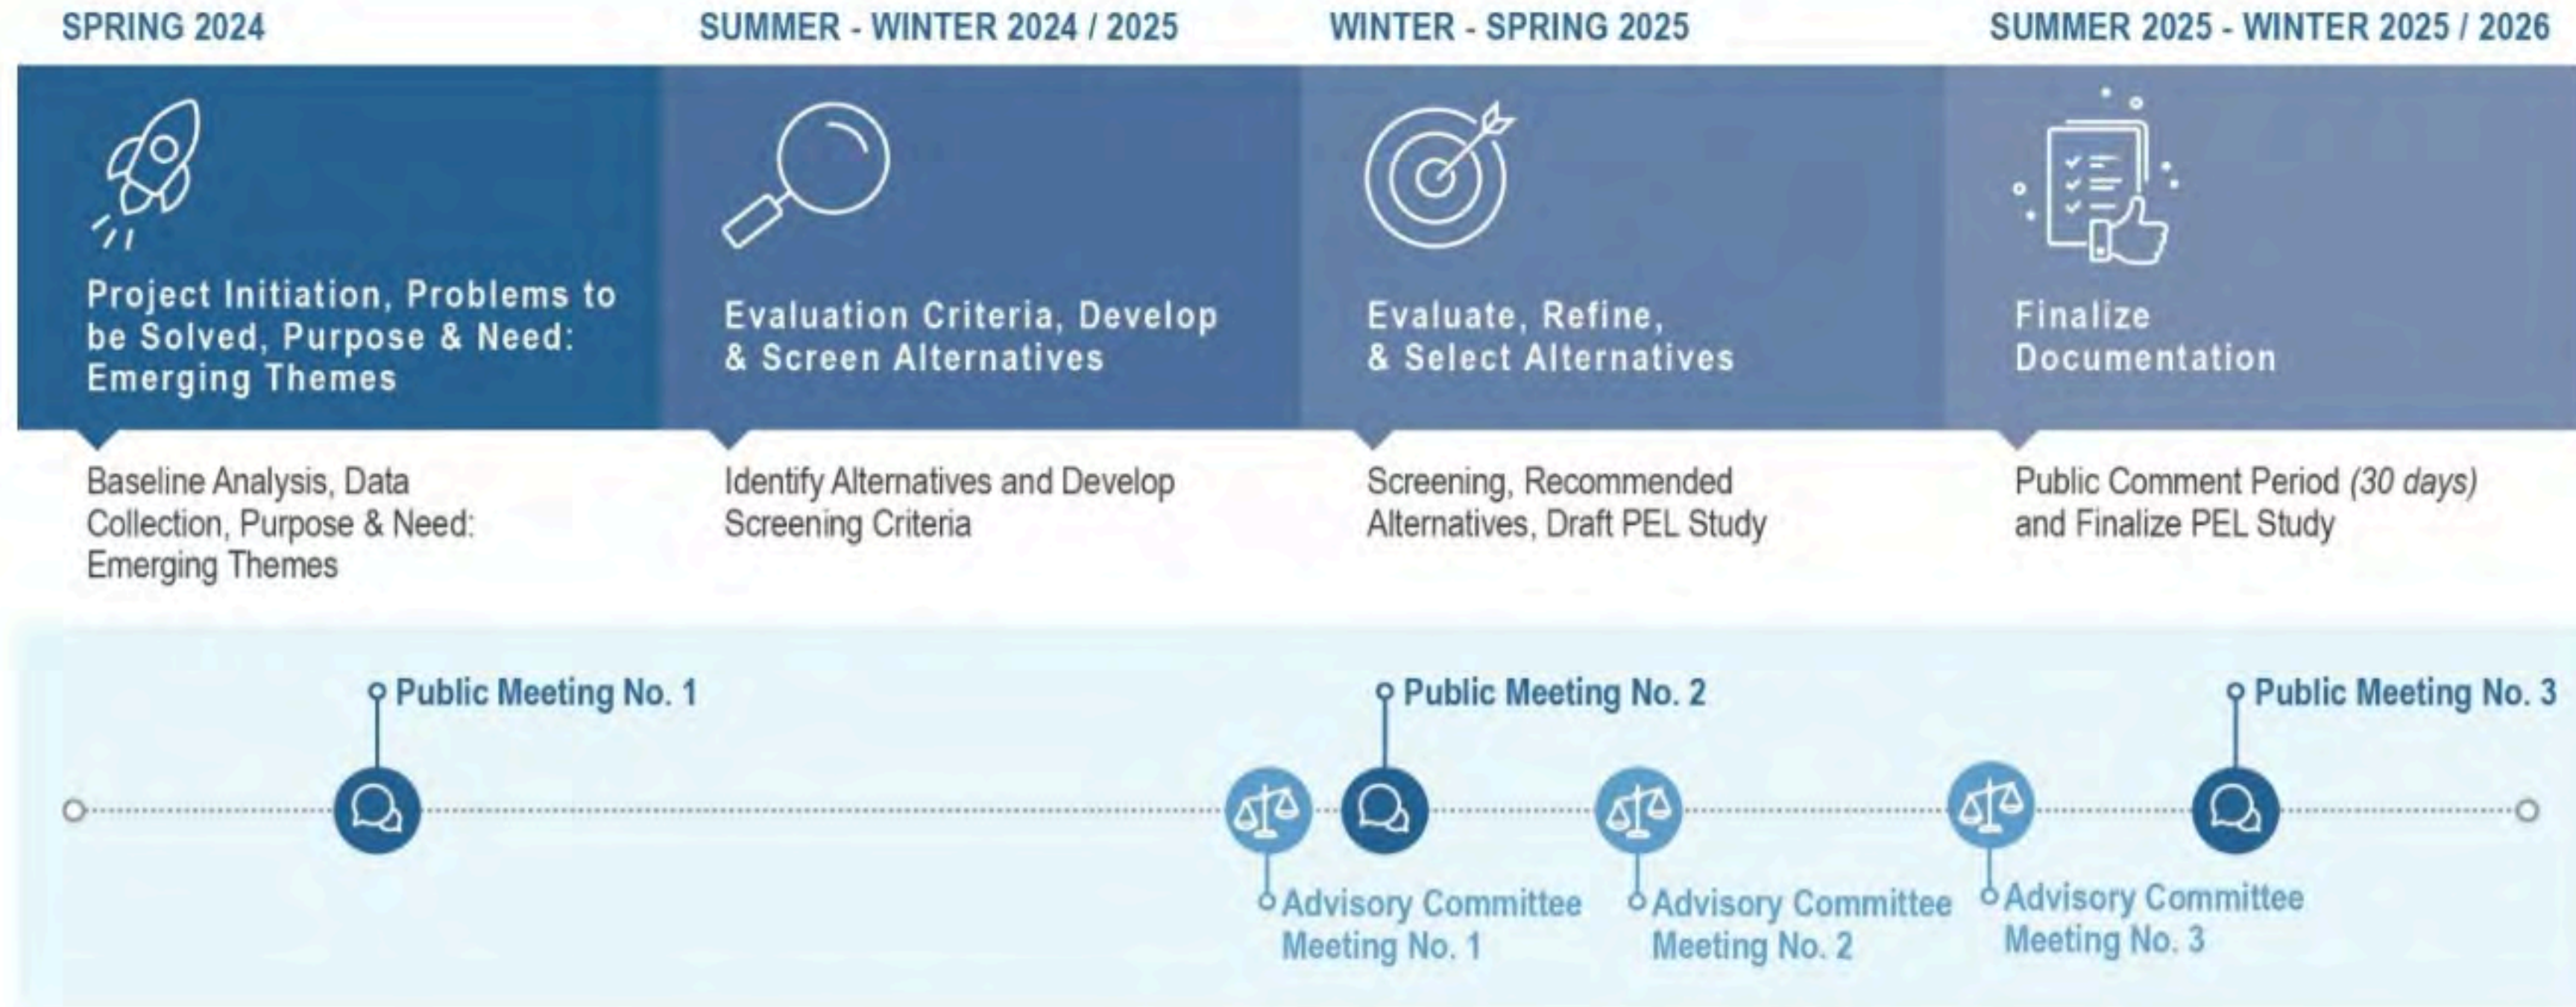 SPRING 2024
SUMMER - WINTER 2024 / 2025
WINTER - SPRING 2025
SUMMER 2025 - WINTER 2025 / 2026
Project Initiation, Problems to
be Solved, Purpose & Need:
Emerging Themes
Evaluation Criteria, Develop
& Screen Alternatives
Evaluate, Refine,
& Select Alternatives
Finalize
Documentation
Baseline Analysis, Data
Collection, Purpose & Need:
Emerging Themes
Identify Alternatives and Develop
Screening Criteria
Screening, Recommended
Alternatives, Draft PEL Study
Public Comment Period (30 days)
and Finalize PEL Study
Public Meeting No. 1
Public Meeting No. 2
Public Meeting No. 3
Advisory Committee
Meeting No. 1
Advisory Committee
Meeting No. 2
Advisory Committee
Meeting No. 3